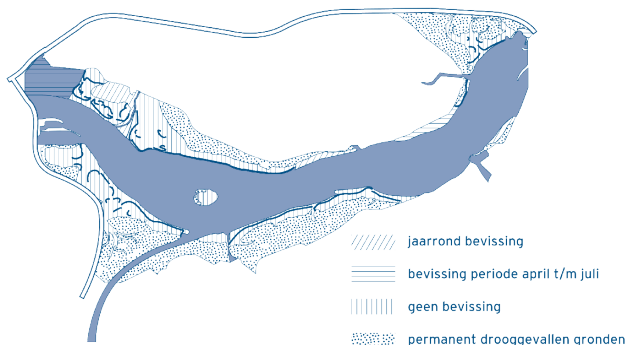 jaarrond bevissing
bevissing periode april t/m juli
geen bevissing
permanent drooggevallen gronden